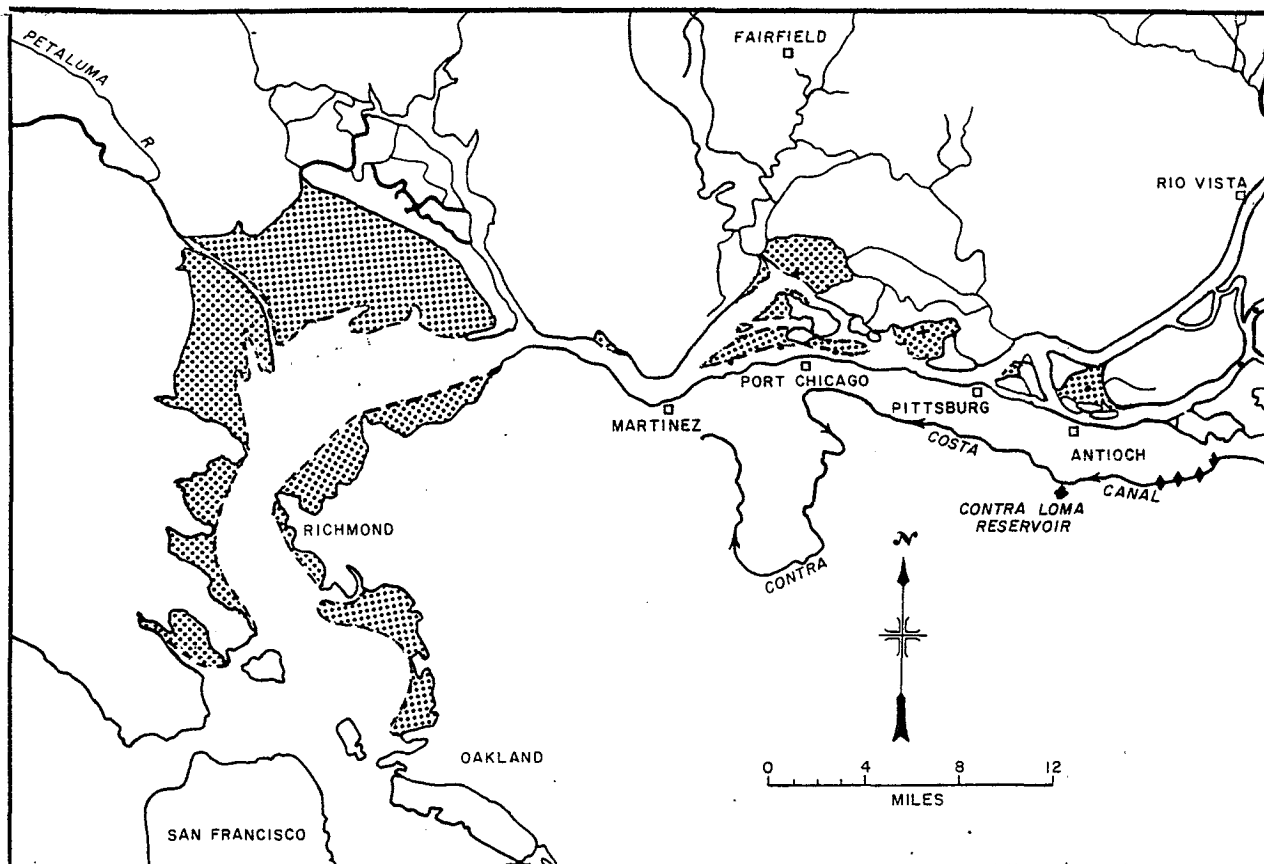 PETALUMA
R
FAIRFIELD
RIO VISTA
PORT CHICAGO
MARTINEZ
PITTSBURG
COSTA
ANTIOCH
CANAL
CONTRA LOMA
RESERVOIR
RICHMOND
CONTRA
N
OAKLAND
0 4 8 12
MILES
SAN FRANCISCO